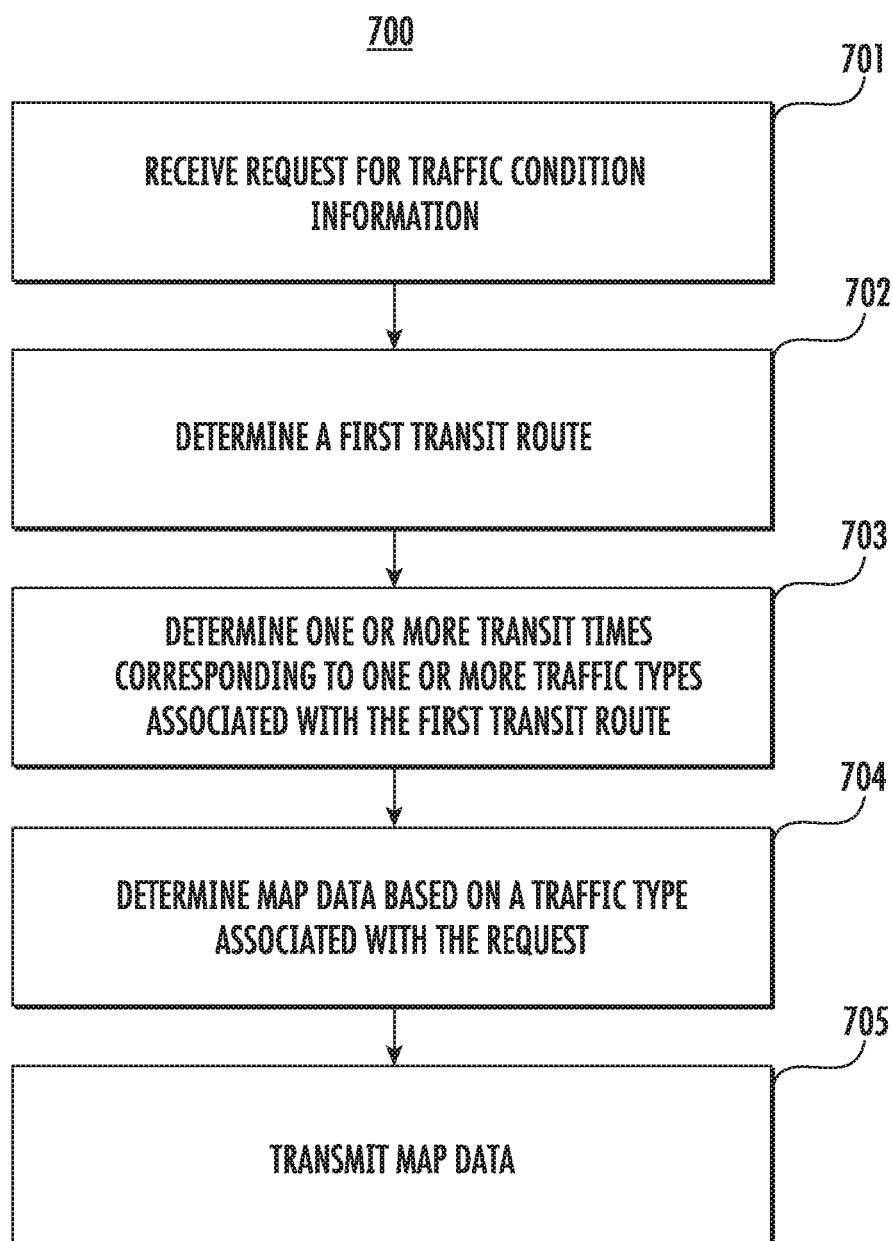 700
701
RECEIVE REQUEST FOR TRAFFIC CONDITION
INFORMATION
702
DETERMINE A FIRST TRANSIT ROUTE
703
DETERMINE ONE OR MORE TRANSIT TIMES
CORRESPONDING TO ONE OR MORE TRAFFIC TYPES
ASSOCIATED WITH THE FIRST TRANSIT ROUTE
704
DETERMINE MAP DATA BASED ON A TRAFFIC TYPE
ASSOCIATED WITH THE REQUEST
705
TRANSMIT MAP DATA